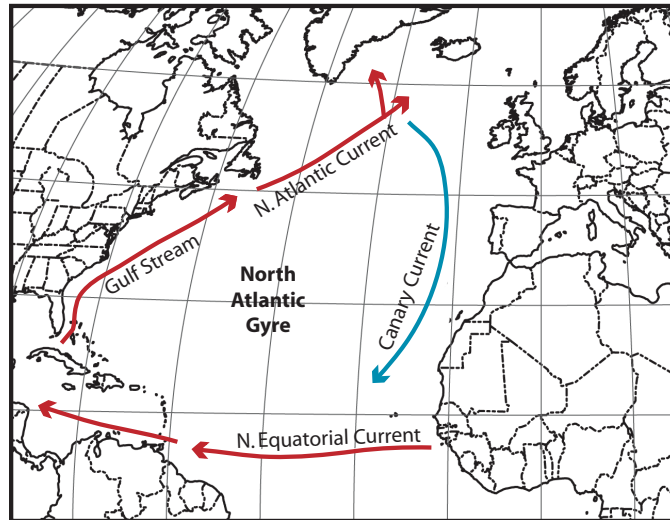 N. Atlantic Current
Gulf Stream
North
Atlantic
Gyre
Canary Current
N. Equatorial Current